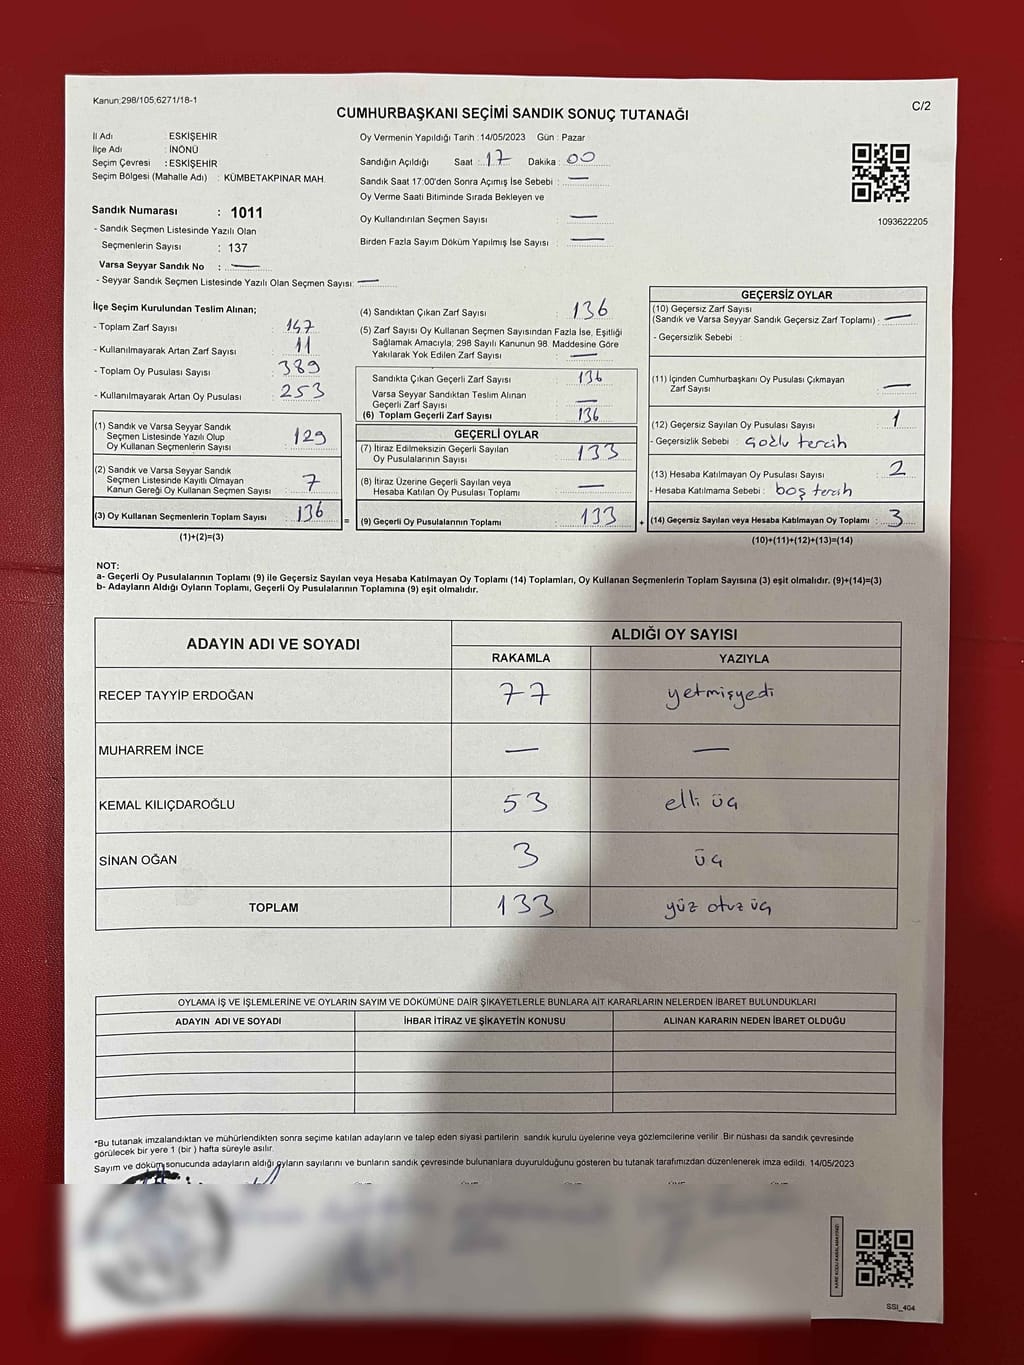 Kanun:298/105,6271/18-1
C/2
CUMHURBAŞKANI SEÇİMİ SANDIK SONUÇ TUTANAĞI
İl Adı : ESKİŞEHİR
İlçe Adı : İNÖNÜ
Seçim Çevresi : ESKİŞEHİR
Seçim Bölgesi (Mahalle Adı) : KÜMBETAKPINAR MAH.
Sandık Numarası : 1011
- Sandık Seçmen Listesinde Yazılı Olan
Seçmenlerin Sayısı : 137
Varsa Seyyar Sandık No : —
- Seyyar Sandık Seçmen Listesinde Yazılı Olan Seçmen Sayısı: —
Oy Vermenin Yapıldığı Tarih : 14/05/2023 Gün : Pazar
Sandığın Açıldığı Saat : 17 Dakika : 00
Sandık Saat 17:00'den Sonra Açımış İse Sebebi : —
Oy Verme Saati Bitiminde Sırada Bekleyen ve
Oy Kullandırılan Seçmen Sayısı : —
Birden Fazla Sayım Döküm Yapılmış İse Sayısı : —
1093622205
İlçe Seçim Kurulundan Teslim Alınan;
- Toplam Zarf Sayısı : 147
- Kullanılmayarak Artan Zarf Sayısı : 11
- Toplam Oy Pusulası Sayısı : 389
- Kullanılmayarak Artan Oy Pusulası : 253
(1) Sandık ve Varsa Seyyar Sandık
Seçmen Listesinde Yazılı Olup
Oy Kullanan Seçmenlerin Sayısı : 129
(2) Sandık ve Varsa Seyyar Sandık
Seçmen Listesinde Kayıtlı Olmayan
Kanun Gereği Oy Kullanan Seçmen Sayısı : 7
(3) Oy Kullanan Seçmenlerin Toplam Sayısı : 136
(1)+(2)=(3)
=
(4) Sandıktan Çıkan Zarf Sayısı : 136
(5) Zarf Sayısı Oy Kullanan Seçmen Sayısından Fazla İse, Eşitliği
Sağlamak Amacıyla; 298 Sayılı Kanunun 98. Maddesine Göre
Yakılarak Yok Edilen Zarf Sayısı : —
Sandıkta Çıkan Geçerli Zarf Sayısı : 136
Varsa Seyyar Sandıktan Teslim Alınan
Geçerli Zarf Sayısı : —
(6) Toplam Geçerli Zarf Sayısı : 136
GEÇERLİ OYLAR
(7) İtiraz Edilmeksizin Geçerli Sayılan
Oy Pusulalarının Sayısı : 133
(8) İtiraz Üzerine Geçerli Sayılan veya
Hesaba Katılan Oy Pusulası Toplamı : —
(9) Geçerli Oy Pusulalarının Toplamı : 133
+
GEÇERSİZ OYLAR
(10) Geçersiz Zarf Sayısı
(Sandık ve Varsa Seyyar Sandık Geçersiz Zarf Toplamı) : —
- Geçersizlik Sebebi :
(11) İçinden Cumhurbaşkanı Oy Pusulası Çıkmayan
Zarf Sayısı : —
(12) Geçersiz Sayılan Oy Pusulası Sayısı : 1
- Geçersizlik Sebebi : Çoklu tercih
(13) Hesaba Katılmayan Oy Pusulası Sayısı : 2
- Hesaba Katılmama Sebebi : boş tercih
(14) Geçersiz Sayılan veya Hesaba Katılmayan Oy Toplamı : 3
(10)+(11)+(12)+(13)=(14)
NOT:
a- Geçerli Oy Pusulalarının Toplamı (9) ile Geçersiz Sayılan veya Hesaba Katılmayan Oy Toplamı (14) Toplamları, Oy Kullanan Seçmenlerin Toplam Sayısına (3) eşit olmalıdır. (9)+(14)=(3)
b- Adayların Aldığı Oyların Toplamı, Geçerli Oy Pusulalarının Toplamına (9) eşit olmalıdır.
ADAYIN ADI VE SOYADI ALDIĞI OY SAYISI
RAKAMLA YAZIYLA
RECEP TAYYİP ERDOĞAN 77 yetmişyedi
MUHARREM İNCE — —
KEMAL KILIÇDAROĞLU 53 elli üç
SİNAN OĞAN 3 üç
TOPLAM 133 yüz otuz üç
OYLAMA İŞ VE İŞLEMLERİNE VE OYLARIN SAYIM VE DÖKÜMÜNE DAİR ŞİKAYETLERLE BUNLARA AİT KARARLARIN NELERDEN İBARET BULUNDUKLARI
ADAYIN ADI VE SOYADI İHBAR İTİRAZ VE ŞİKAYETİN KONUSU ALINAN KARARIN NEDEN İBARET OLDUĞU
*Bu tutanak imzalandıktan ve mühürlendikten sonra seçime katılan adayların ve talep eden siyasi partilerin sandık kurulu üyelerine veya gözlemcilerine verilir. Bir nüshası da sandık çevresinde
görülecek bir yere 1 (bir ) hafta süreyle asılır.
Sayım ve döküm sonucunda adayların aldığı oyların sayılarını ve bunların sandık çevresinde bulunanlara duyurulduğunu gösteren bu tutanak tarafımızdan düzenlenerek imza edildi. 14/05/2023
SSI_404